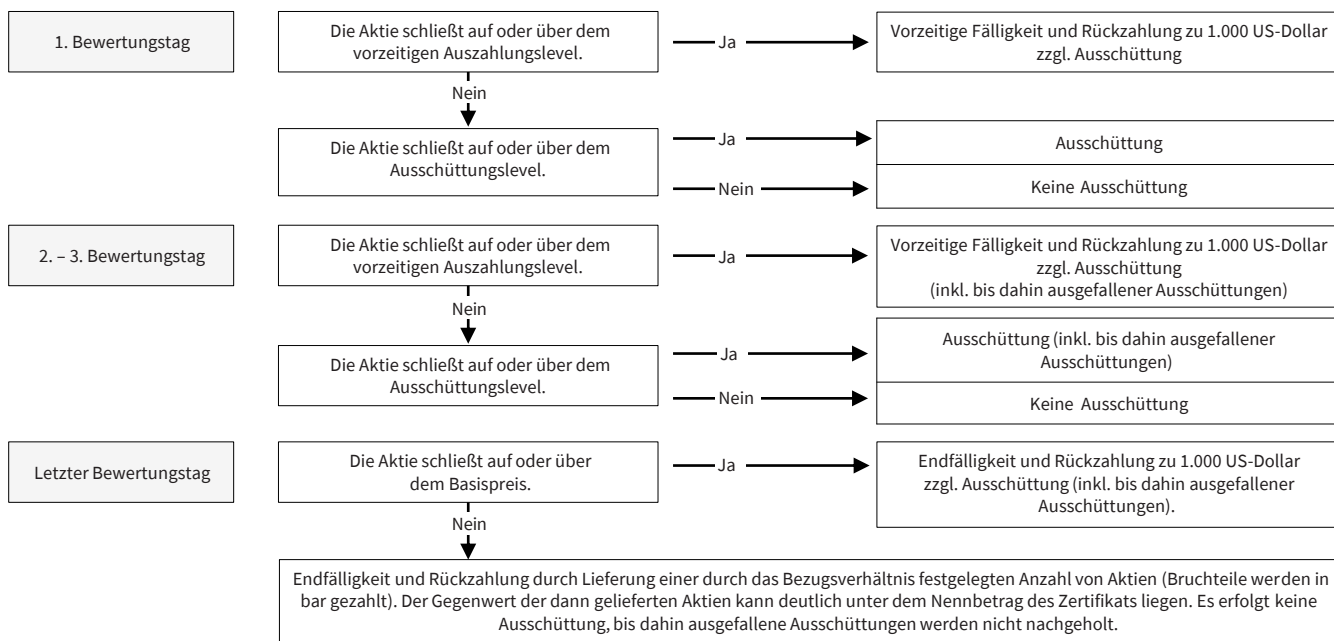 1. Bewertungstag
Die Aktie schließt auf oder über dem
vorzeitigen Auszahlungslevel.
Ja
Vorzeitige Fälligkeit und Rückzahlung zu 1.000 US-Dollar
zzgl. Ausschüttung
Nein
Die Aktie schließt auf oder über dem
Ausschüttungslevel.
Ja
Ausschüttung
Nein
Keine Ausschüttung
2. – 3. Bewertungstag
Die Aktie schließt auf oder über dem
vorzeitigen Auszahlungslevel.
Ja
Vorzeitige Fälligkeit und Rückzahlung zu 1.000 US-Dollar
zzgl. Ausschüttung
(inkl. bis dahin ausgefallener Ausschüttungen)
Nein
Die Aktie schließt auf oder über dem
Ausschüttungslevel.
Ja
Ausschüttung (inkl. bis dahin ausgefallener
Ausschüttungen)
Nein
Keine Ausschüttung
Letzter Bewertungstag
Die Aktie schließt auf oder über
dem Basispreis.
Ja
Endfälligkeit und Rückzahlung zu 1.000 US-Dollar
zzgl. Ausschüttung (inkl. bis dahin ausgefallener
Ausschüttungen).
Nein
Endfälligkeit und Rückzahlung durch Lieferung einer durch das Bezugsverhältnis festgelegten Anzahl von Aktien (Bruchteile werden in
bar gezahlt). Der Gegenwert der dann gelieferten Aktien kann deutlich unter dem Nennbetrag des Zertifikats liegen. Es erfolgt keine
Ausschüttung, bis dahin ausgefallene Ausschüttungen werden nicht nachgeholt.